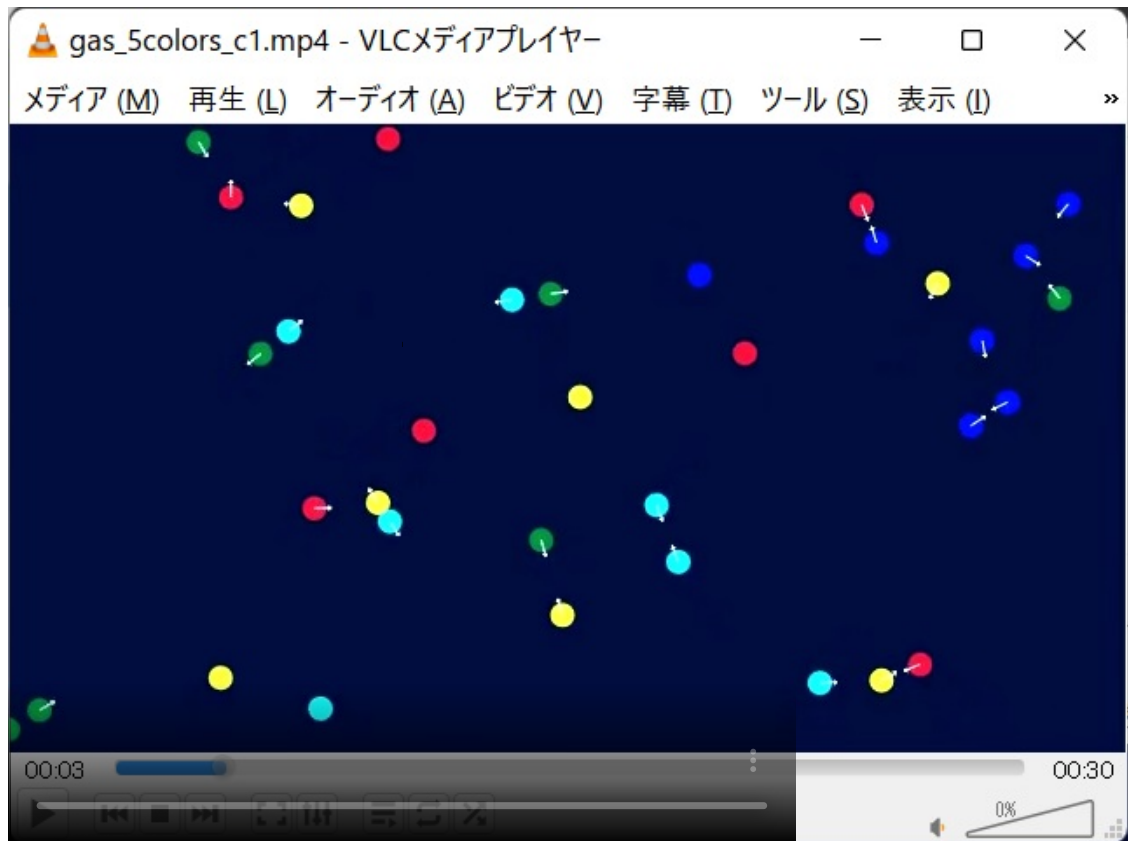 gas_5colors_c1.mp4 - VLCメディアプレイヤー
メディア (M) 再生 (L) オーディオ (A) ビデオ (V) 字幕 (T) ツール (S) 表示 (I) »
00:03 00:30
0%